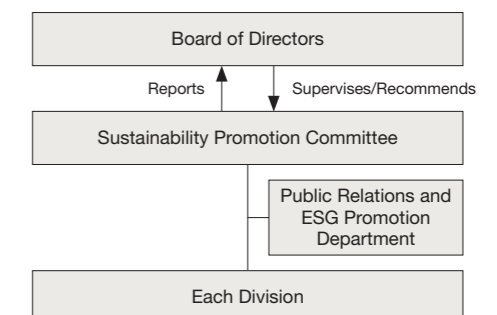 Board of Directors
Reports
Supervises/Recommends
Sustainability Promotion Committee
Public Relations and
ESG Promotion
Department
Each Division